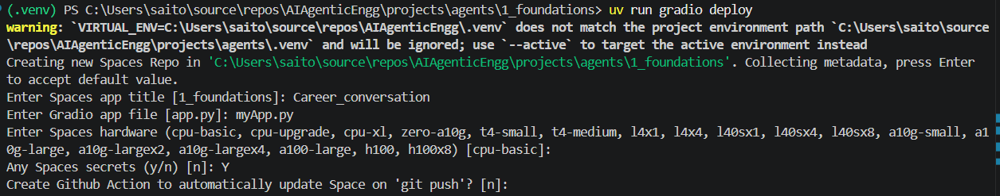 (.venv) PS C:\Users\saito\source\repos\AIAgenticEngg\projects\agents\1_foundations> uv run gradio deploy
warning: `VIRTUAL_ENV=C:\Users\saito\source\repos\AIAgenticEngg\.venv` does not match the project environment path `C:\Users\saito\source
\repos\AIAgenticEngg\projects\agents\.venv` and will be ignored; use `--active` to target the active environment instead
Creating new Spaces Repo in 'C:\Users\saito\source\repos\AIAgenticEngg\projects\agents\1_foundations'. Collecting metadata, press Enter
to accept default value.
Enter Spaces app title [1_foundations]: Career_conversation
Enter Gradio app file [app.py]: myApp.py
Enter Spaces hardware (cpu-basic, cpu-upgrade, cpu-xl, zero-a10g, t4-small, t4-medium, l4x1, l4x4, l40sx1, l40sx4, l40sx8, a10g-small, a1
0g-large, a10g-largex2, a10g-largex4, a100-large, h100, h100x8) [cpu-basic]:
Any Spaces secrets (y/n) [n]: Y
Create Github Action to automatically update Space on 'git push'? [n]: